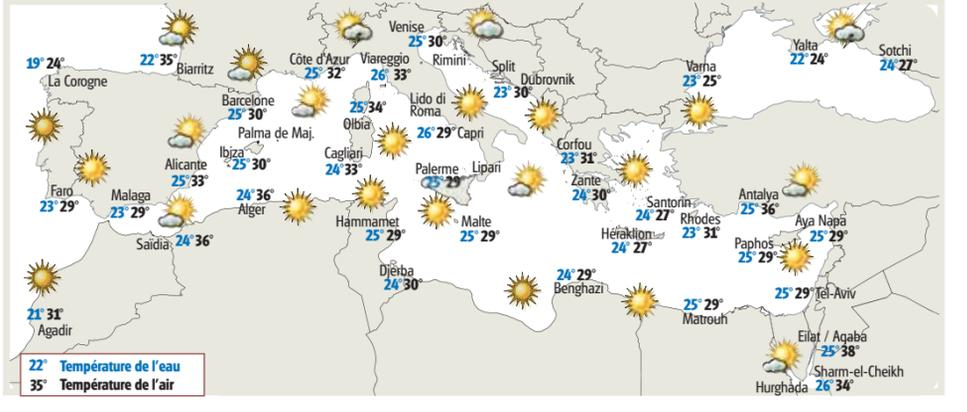 Venise
25° 30°
Rimini
Yalta
22° 24°
Sotchi
24° 27°
19° 24°
La Corogne
22° 35°
Biarritz
Côte d'Azur
25° 32°
Viareggio
26° 33°
Split
23° 30°
Dubrovnik
Varna
23° 25°
Barcelone
25° 30°
25° 34°
Olbia
Lido di
Roma
26° 29° Capri
Palma de Maj.
Ibiza
25° 30°
Cagliari
24° 33°
Alicante
25° 33°
Palerme
25° 29°
Lipari
Corfou
23° 31°
Zante
24° 30°
Faro
23° 29°
Malaga
23° 29°
24° 36°
Alger
Saïdia 24° 36°
Hammamet
25° 29°
Malte
25° 29°
Santorin
24° 27°
Rhodes
23° 31°
Héraklion
24° 27°
Antalya
25° 36°
Aya Napa
25° 29°
Paphos
25° 29°
Djerba
24° 30°
24° 29°
Benghazi
25° 29° Tel-Aviv
25° 29°
Matrouh
21° 31°
Agadir
Eilat / Aqaba
25° 38°
Sharm-el-Cheikh
26° 34°
Hurghada
22° Température de l'eau
35° Température de l'air